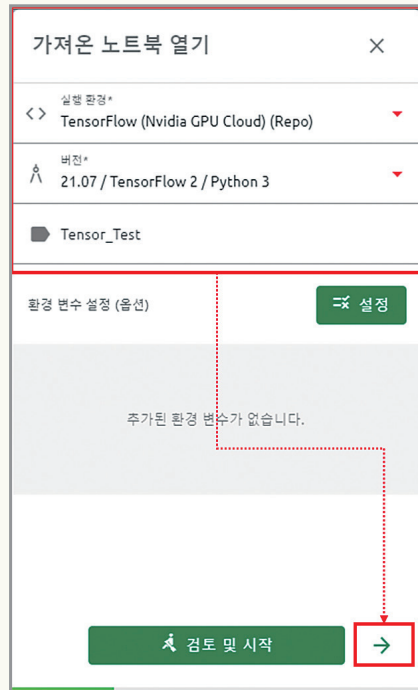 가져온 노트북 열기
실행 환경*
TensorFlow (Nvidia GPU Cloud) (Repo)
버전*
21.07 / TensorFlow 2 / Python 3
Tensor_Test
환경 변수 설정 (옵션)
설정
추가된 환경 변수가 없습니다.
검토 및 시작